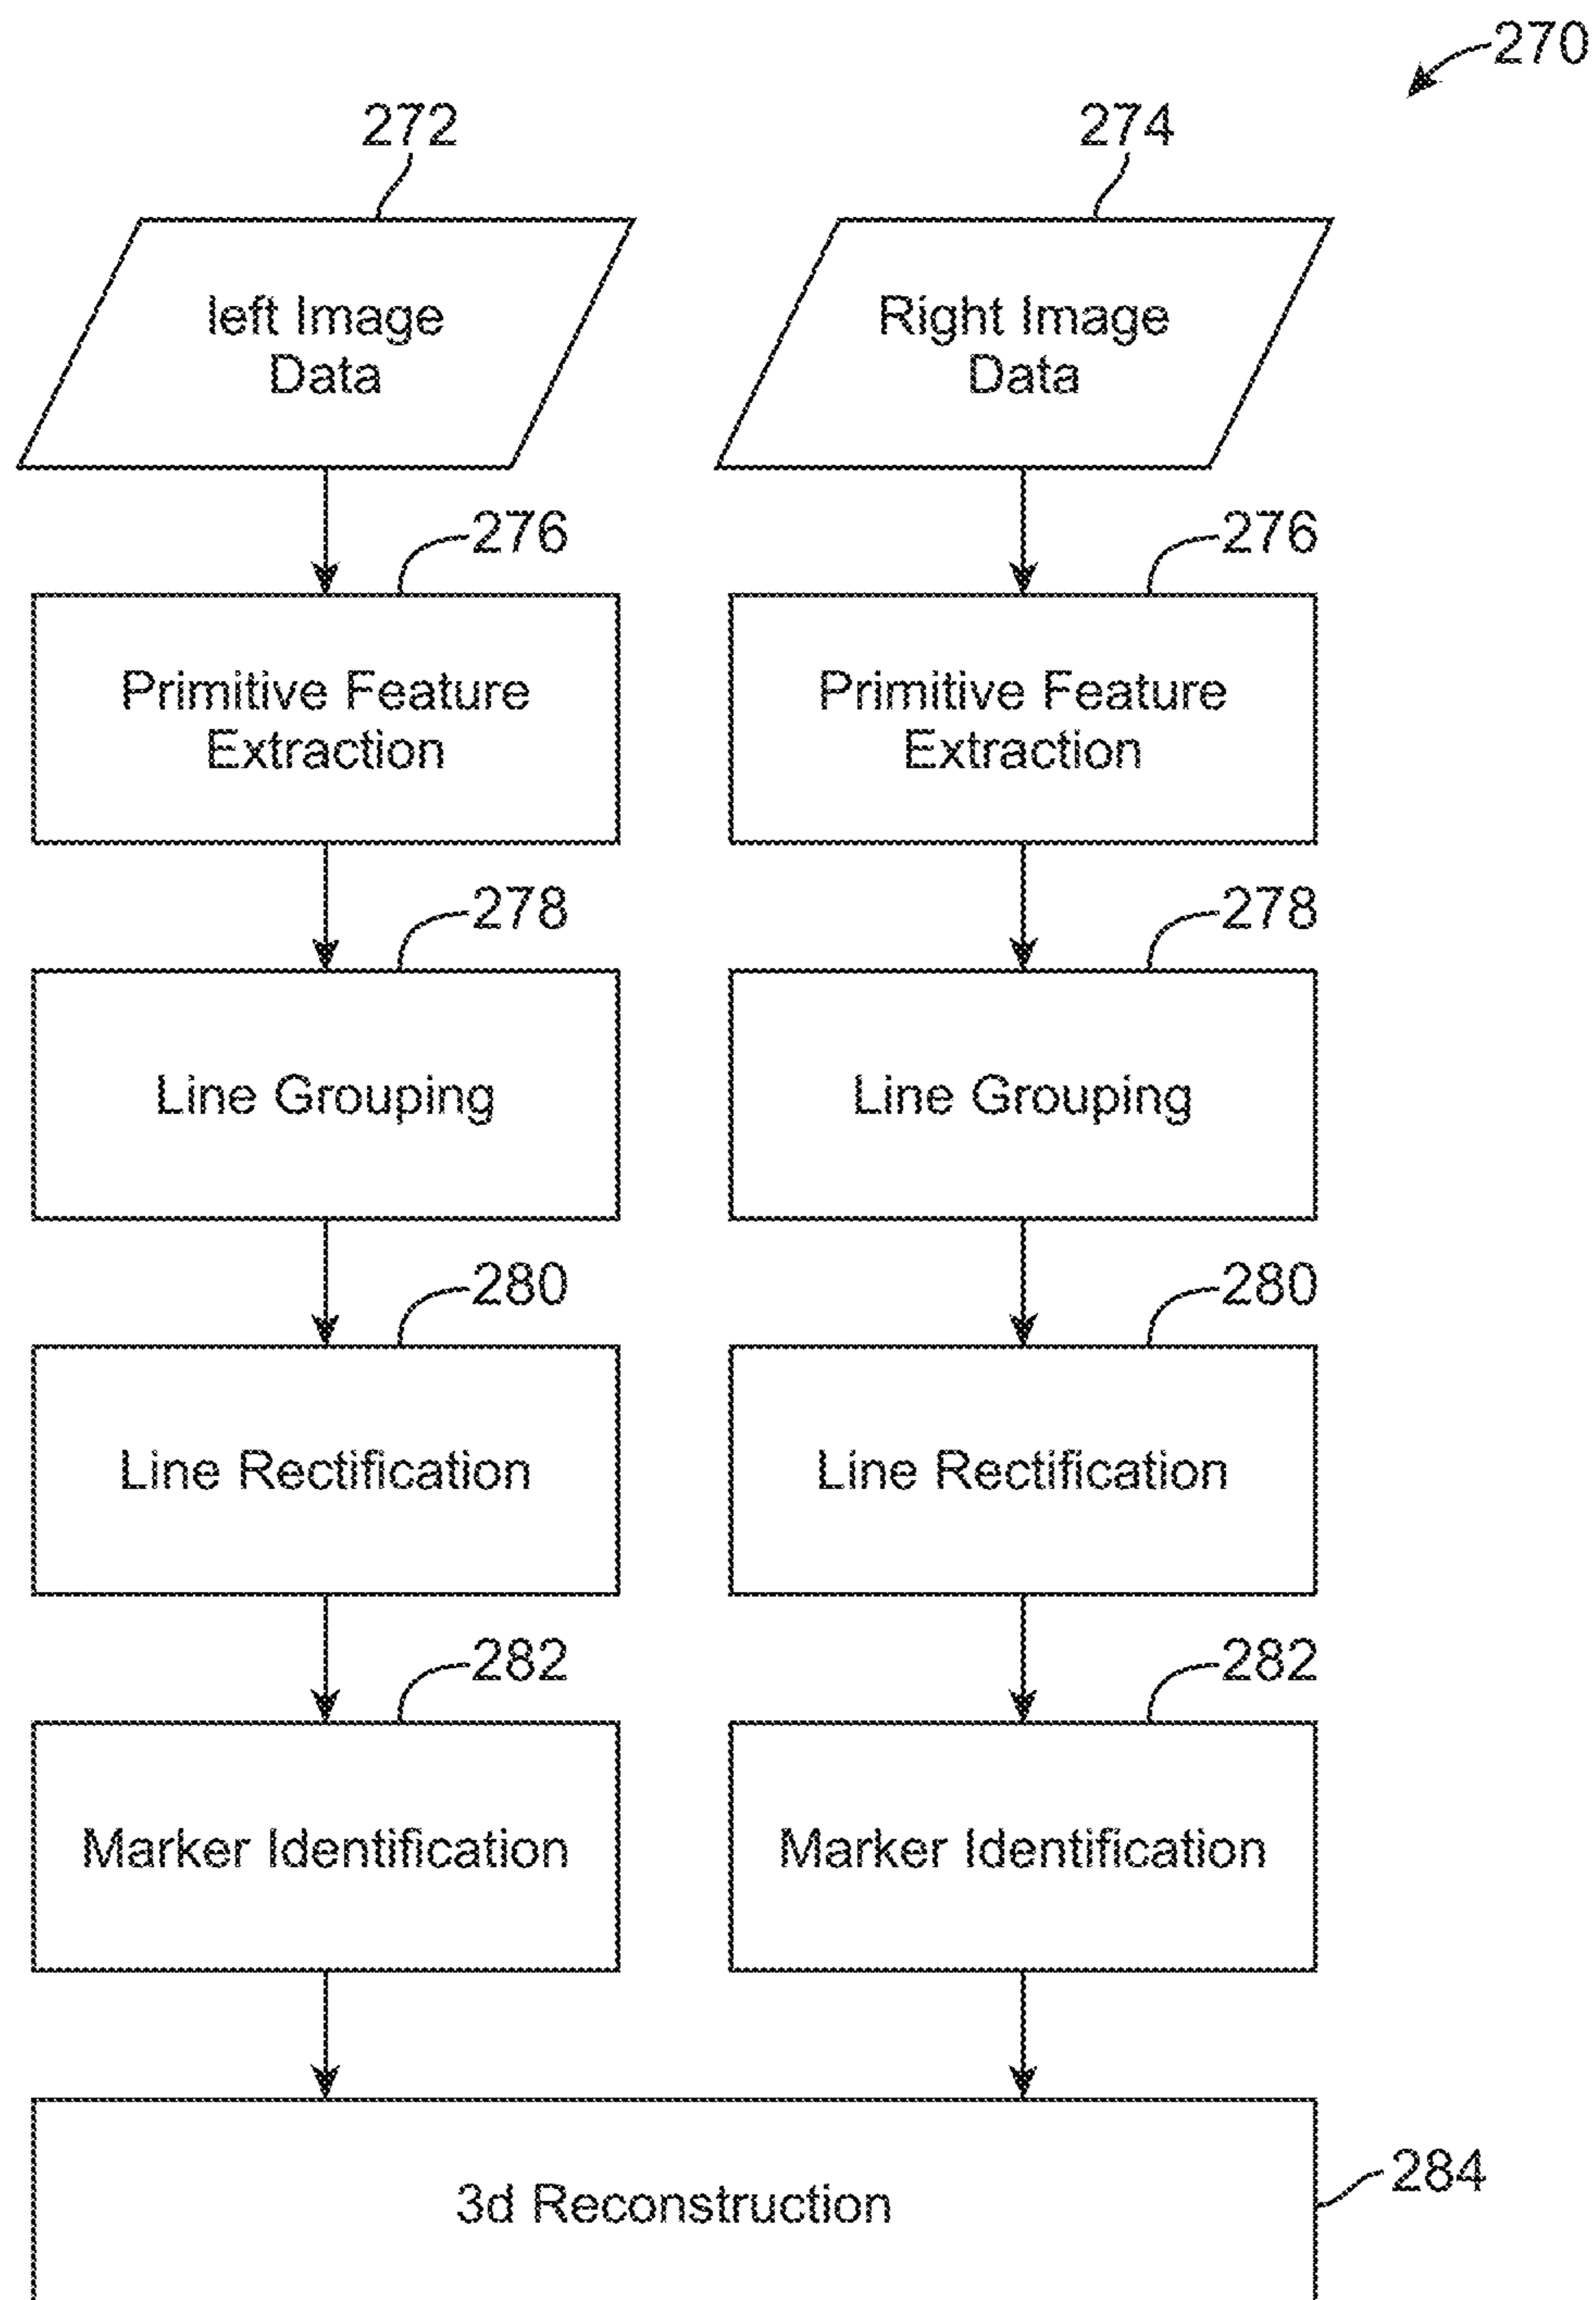 270
272
274
left Image
Data
Right Image
Data
276
276
Primitive Feature
Extraction
Primitive Feature
Extraction
278
278
Line Grouping
Line Grouping
280
280
Line Rectification
Line Rectification
282
282
Marker Identification
Marker Identification
3d Reconstruction
284